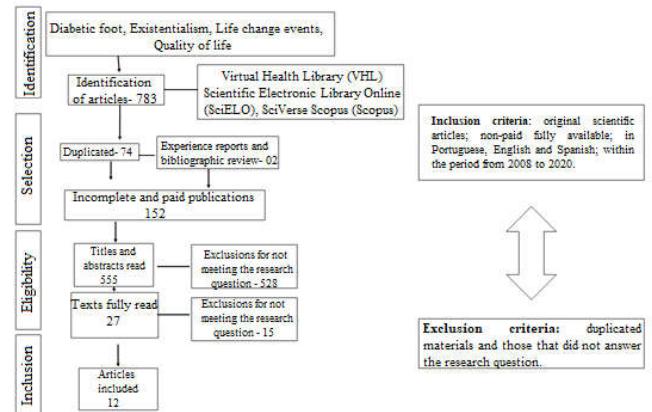 Identification
Diabetic foot, Existentialism, Life change events,
Quality of life
Identification
of articles- 783
Virtual Health Library (VHL)
Scientific Electronic Library Online
(SciELO), SciVerse Scopus (Scopus)
Selection
Duplicated- 74
Experience reports and
bibliographic review- 02
Incomplete and paid publications
152
Eligibility
Titles and
abstracts read
555
Exclusions for not
meeting the research
question - 528
Texts fully read
27
Exclusions for not
meeting the research
question - 15
Inclusion
Articles
included
12
Inclusion criteria: original scientific
articles; non-paid fully available; in
Portuguese, English and Spanish; within
the period from 2008 to 2020.
Exclusion criteria: duplicated
materials and those that did not answer
the research question.